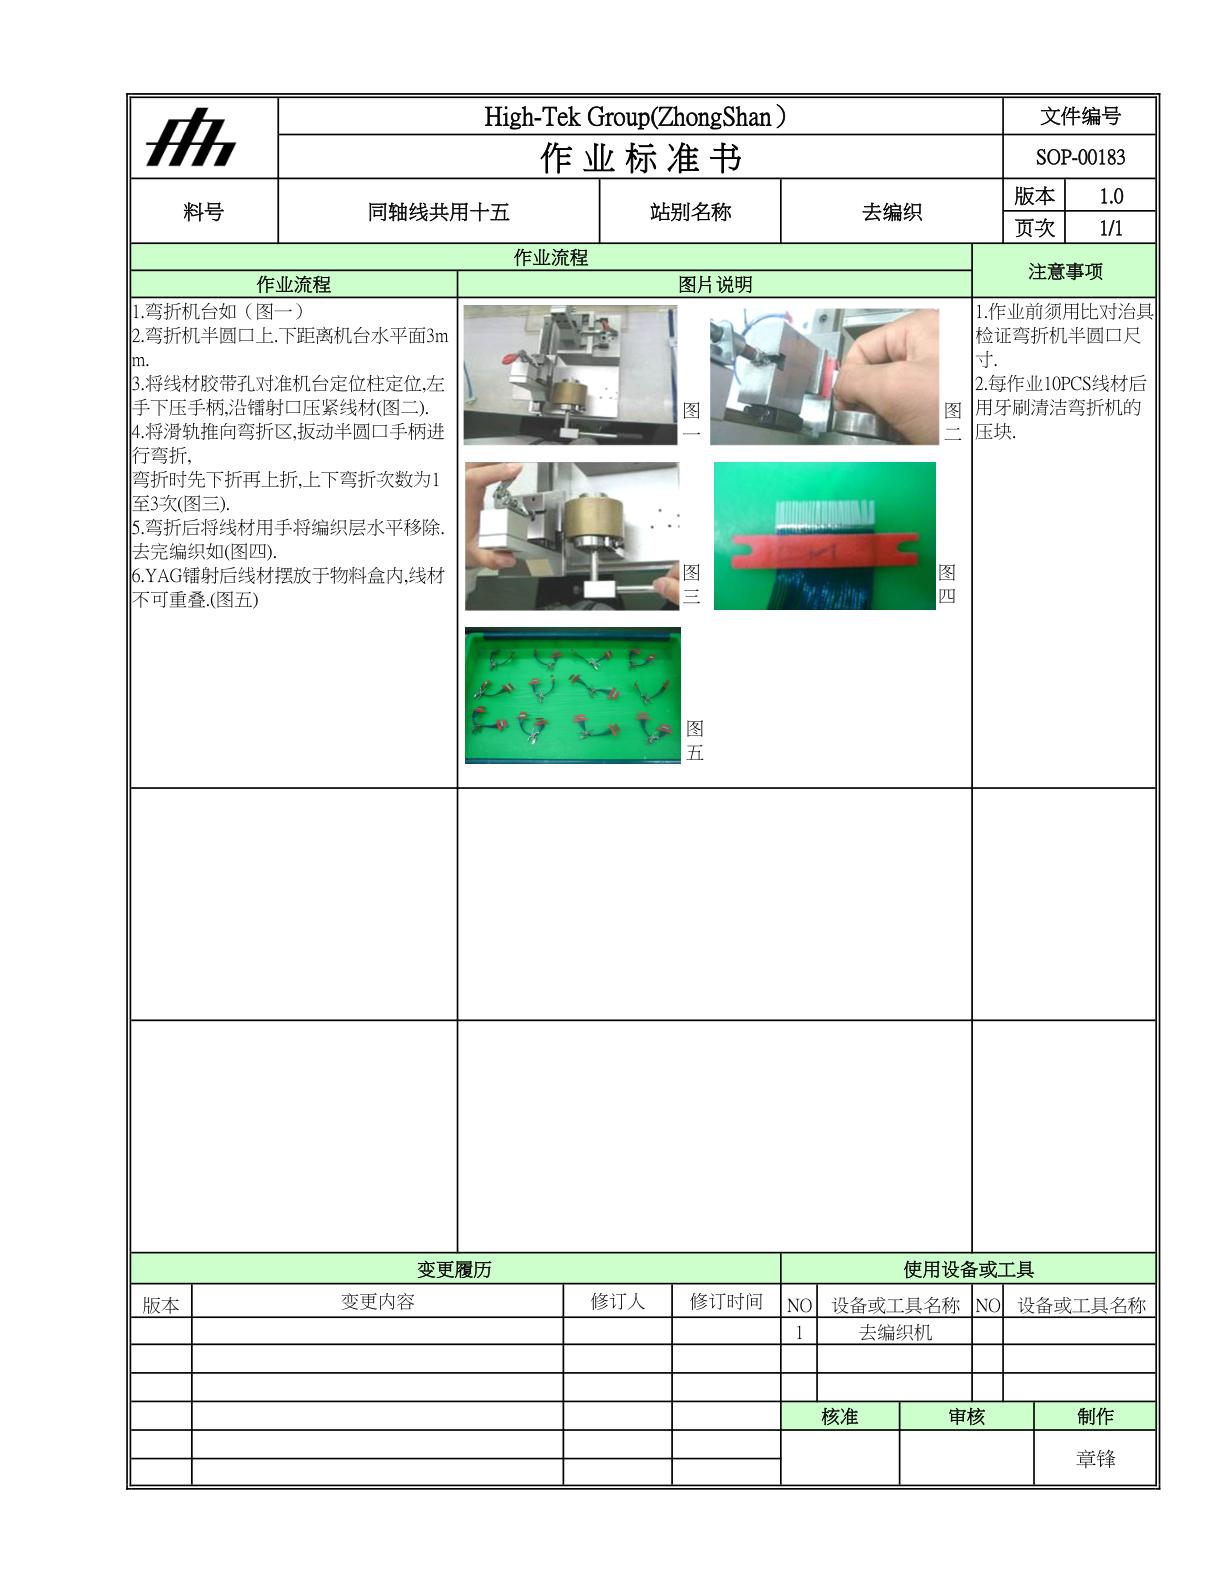 High-Tek Group(ZhongShan）
文件编号
作 业 标 准 书
SOP-00183
料号
同轴线共用十五
站别名称
去编织
版本
1.0
页次
1/1
作业流程
注意事项
作业流程
图片说明
1.弯折机台如（图一）
2.弯折机半圆口上.下距离机台水平面3m
m.
3.将线材胶带孔对准机台定位柱定位,左
手下压手柄,沿镭射口压紧线材(图二).
4.将滑轨推向弯折区,扳动半圆口手柄进
行弯折,
弯折时先下折再上折,上下弯折次数为1
至3次(图三).
5.弯折后将线材用手将编织层水平移除.
去完编织如(图四).
6.YAG镭射后线材摆放于物料盒内,线材
不可重叠.(图五)
图
一
图
二
图
三
图
四
图
五
1.作业前须用比对治具
检证弯折机半圆口尺
寸.
2.每作业10PCS线材后
用牙刷清洁弯折机的
压块.
变更履历
使用设备或工具
版本
变更内容
修订人
修订时间
NO
设备或工具名称
NO
设备或工具名称
1
去编织机
核准
审核
制作
章锋